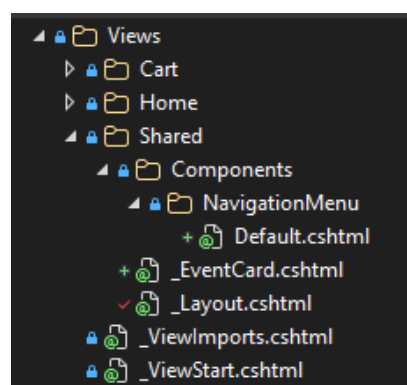 Views
Cart
Home
Shared
Components
NavigationMenu
Default.cshtml
_EventCard.cshtml
_Layout.cshtml
_ViewImports.cshtml
_ViewStart.cshtml